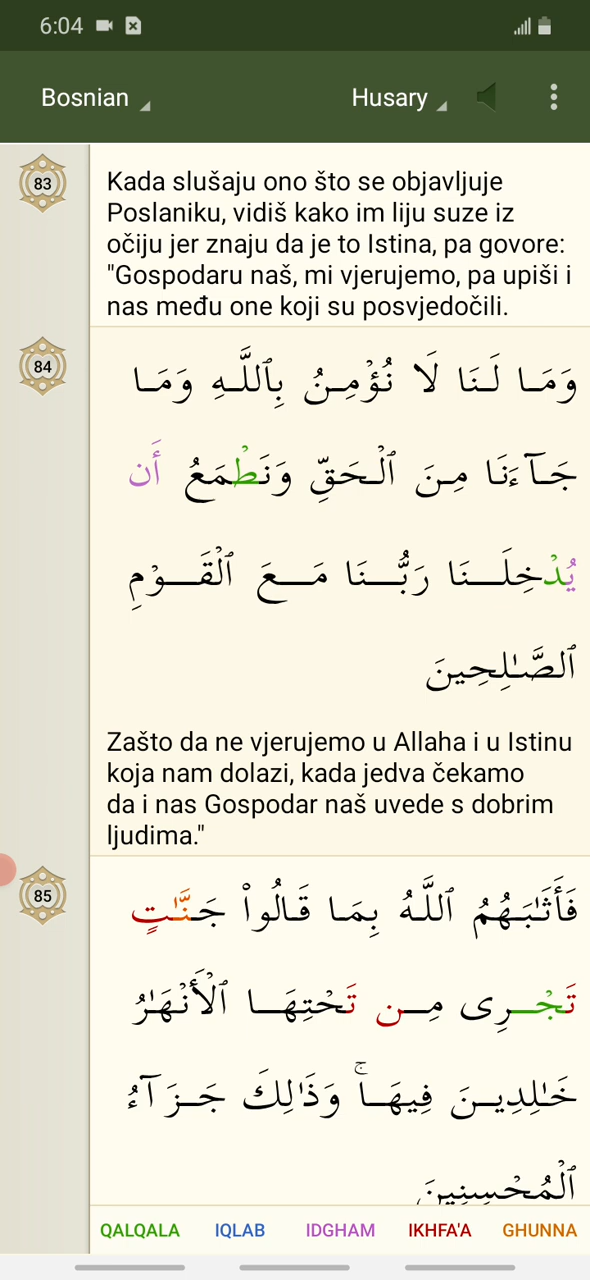 6:04
Bosnian
Husary
83
Kada slušaju ono što se objavljuje
Poslaniku, vidiš kako im liju suze iz
očiju jer znaju da je to Istina, pa govore:
"Gospodaru naš, mi vjerujemo, pa upiši i
nas među one koji su posvjedočili.
84
وَمَا لَنَا لَا نُؤْمِنُ بِٱللَّهِ وَمَا
جَآءَنَا مِنَ ٱلْحَقِّ وَنَطْمَعُ أَن
يُدْخِلَنَا رَبُّنَا مَعَ ٱلْقَوْمِ
ٱلصَّـٰلِحِينَ
Zašto da ne vjerujemo u Allaha i u Istinu
koja nam dolazi, kada jedva čekamo
da i nas Gospodar naš uvede s dobrim
ljudima."
85
فَأَثَـٰبَهُمُ ٱللَّهُ بِمَا قَالُوا۟ جَنَّـٰتٍ
تَجْرِى مِن تَحْتِهَا ٱلْأَنْهَـٰرُ
خَـٰلِدِينَ فِيهَا ۚ وَذَٰلِكَ جَزَآءُ
ٱلْمُحْسِنِينَ
QALQALA IQLAB IDGHAM IKHFA'A GHUNNA